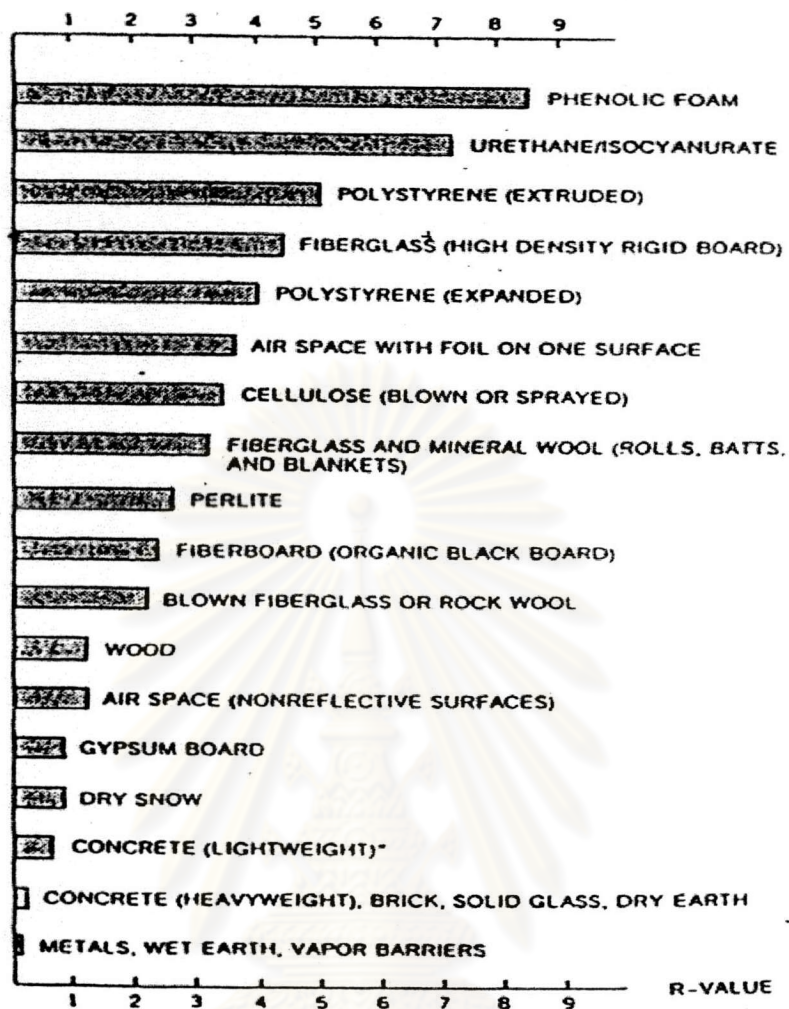 1 2 3 4 5 6 7 8 9
PHENOLIC FOAM
URETHANE/ISOCYANURATE
POLYSTYRENE (EXTRUDED)
FIBERGLASS (HIGH DENSITY RIGID BOARD)
POLYSTYRENE (EXPANDED)
AIR SPACE WITH FOIL ON ONE SURFACE
CELLULOSE (BLOWN OR SPRAYED)
FIBERGLASS AND MINERAL WOOL (ROLLS, BATTS,
AND BLANKETS)
PERLITE
FIBERBOARD (ORGANIC BLACK BOARD)
BLOWN FIBERGLASS OR ROCK WOOL
WOOD
AIR SPACE (NONREFLECTIVE SURFACES)
GYPSUM BOARD
DRY SNOW
CONCRETE (LIGHTWEIGHT)*
CONCRETE (HEAVYWEIGHT), BRICK, SOLID GLASS, DRY EARTH
METALS, WET EARTH, VAPOR BARRIERS
1 2 3 4 5 6 7 8 9 R-VALUE